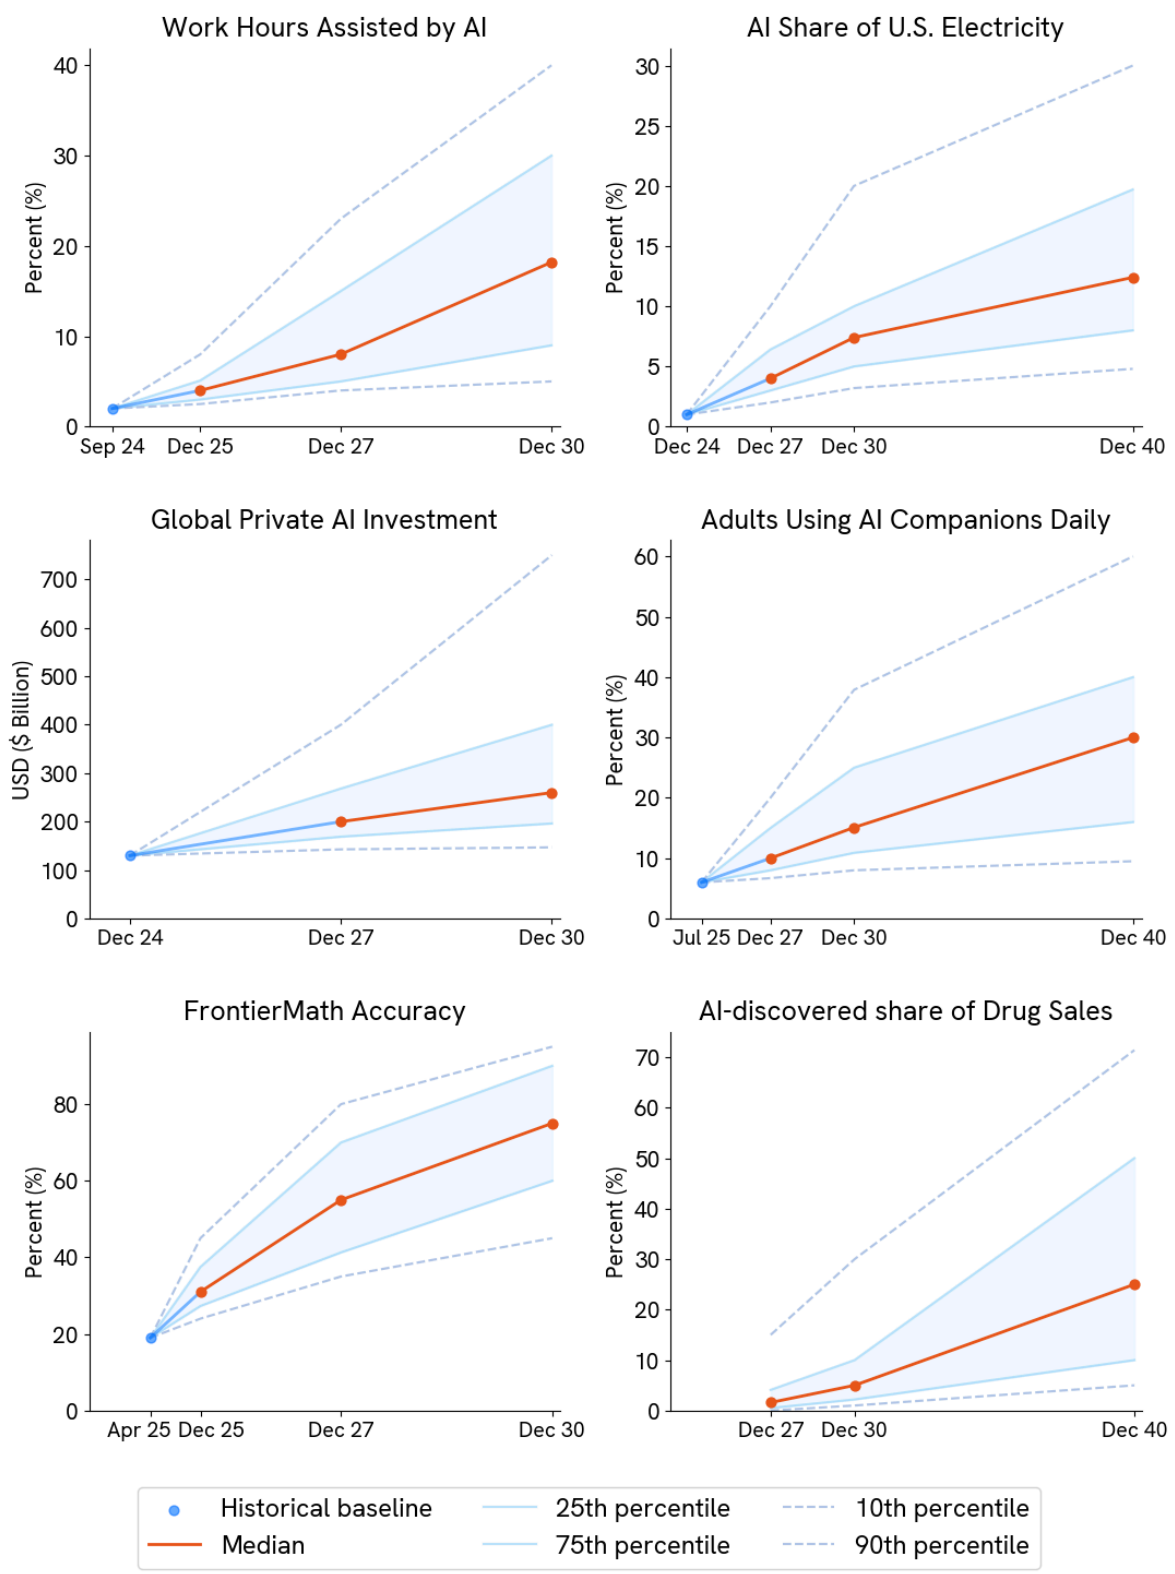 Work Hours Assisted by AI
Percent (%)
40
30
20
10
0
Sep 24 Dec 25 Dec 27 Dec 30
AI Share of U.S. Electricity
Percent (%)
30
25
20
15
10
5
0
Dec 24 Dec 27 Dec 30 Dec 40
Global Private AI Investment
USD ($ Billion)
700
600
500
400
300
200
100
0
Dec 24 Dec 27 Dec 30
Adults Using AI Companions Daily
Percent (%)
60
50
40
30
20
10
0
Jul 25 Dec 27 Dec 30 Dec 40
FrontierMath Accuracy
Percent (%)
80
60
40
20
0
Apr 25 Dec 25 Dec 27 Dec 30
AI-discovered share of Drug Sales
Percent (%)
70
60
50
40
30
20
10
0
Dec 27 Dec 30 Dec 40
Historical baseline
Median
25th percentile
75th percentile
10th percentile
90th percentile